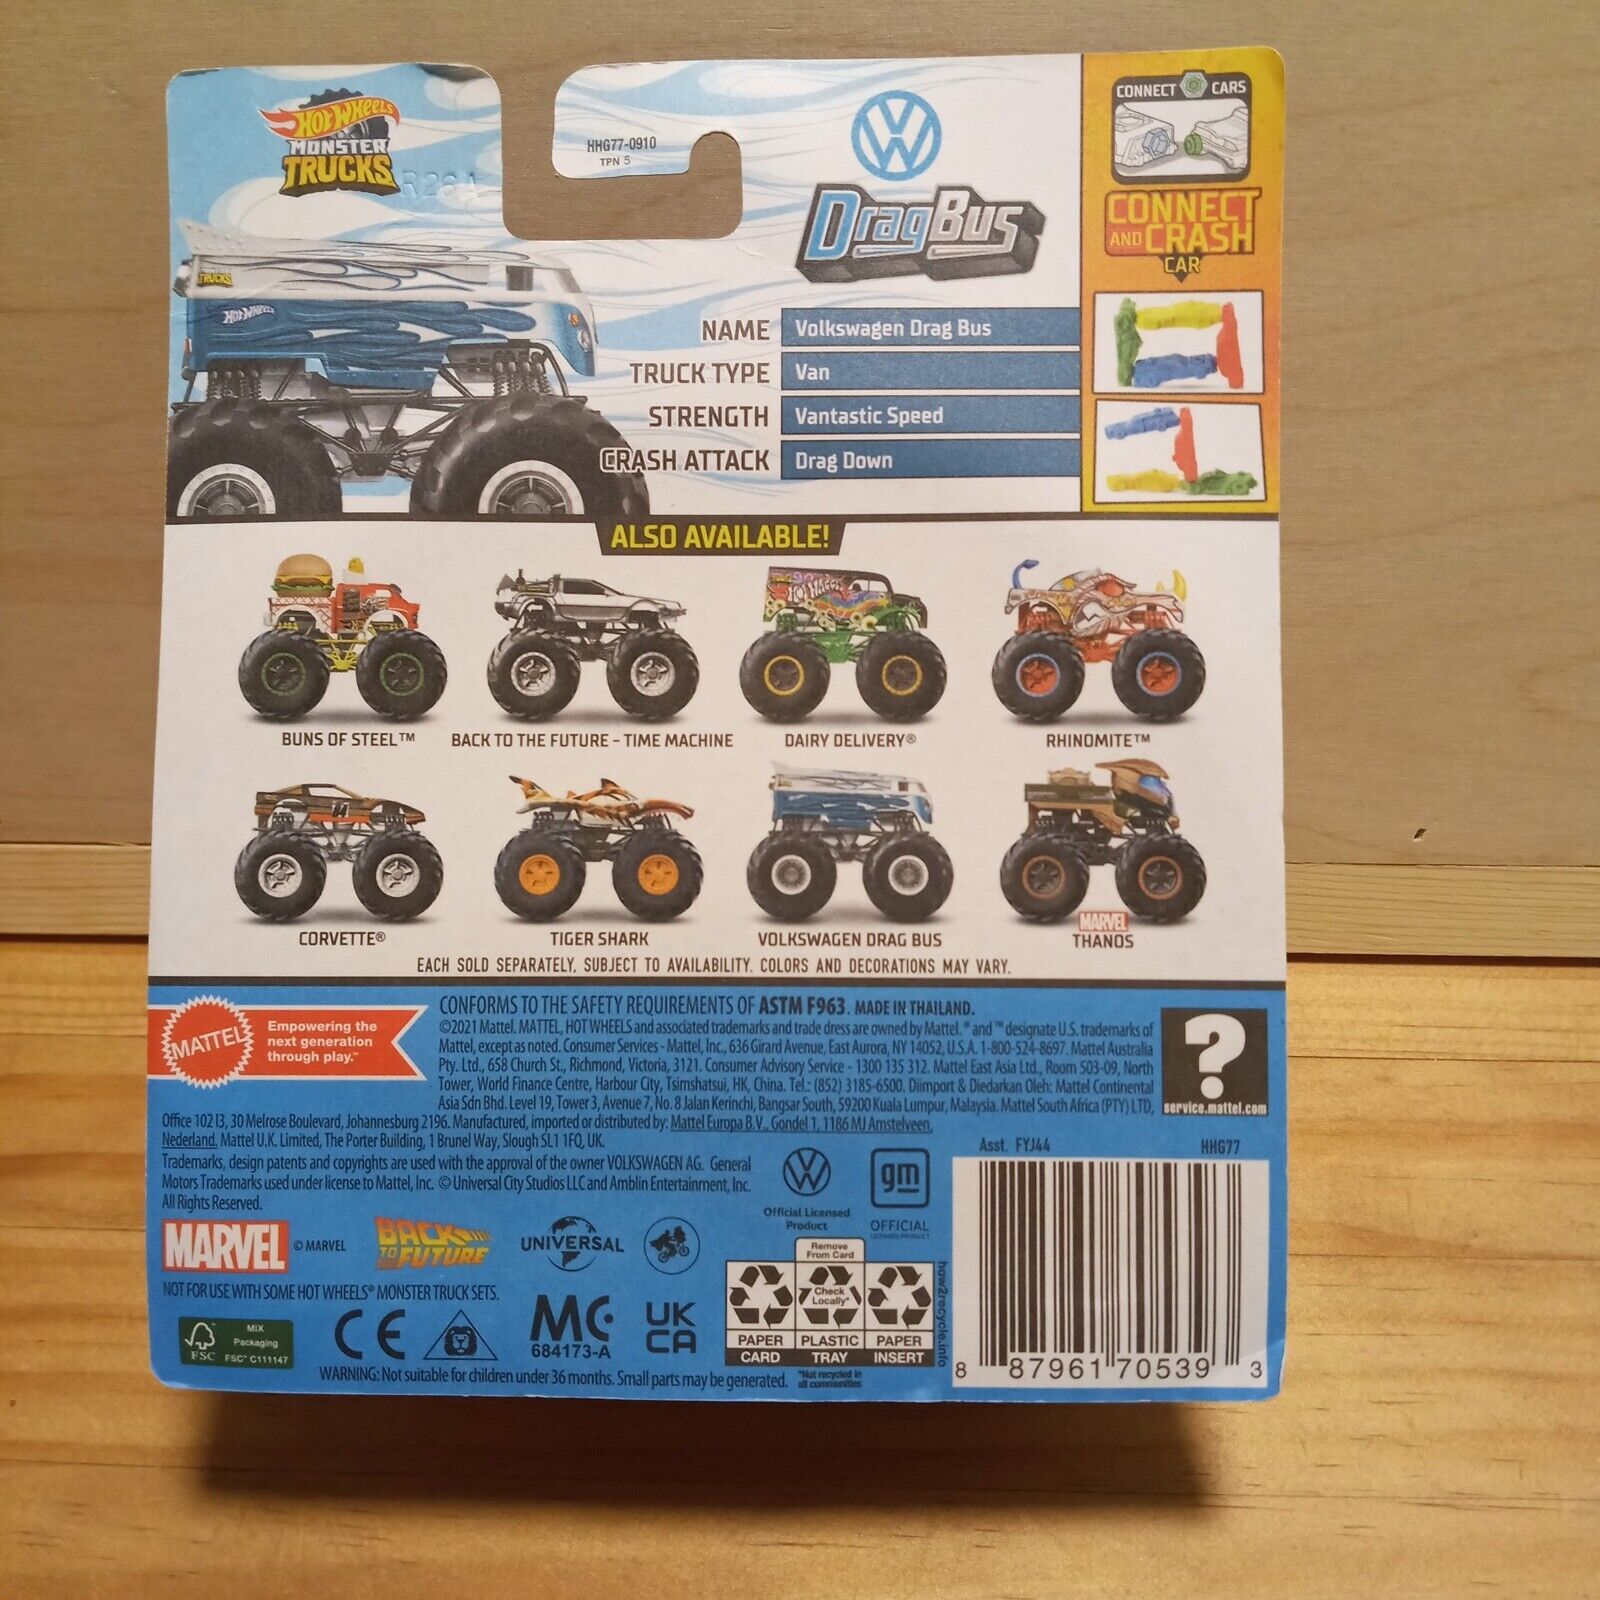 HOT WHEELS
MONSTER
TRUCKS
R26A
HHG77-0910
TPN 5
DragBus
CONNECT CARS
CONNECT
AND CRASH
CAR
TRUCKS
HOT WHEELS
NAME Volkswagen Drag Bus
TRUCK TYPE Van
STRENGTH Vantastic Speed
CRASH ATTACK Drag Down
ALSO AVAILABLE!
BUNS OF STEEL™ BACK TO THE FUTURE - TIME MACHINE DAIRY DELIVERY® RHINOMITE™
CORVETTE® TIGER SHARK VOLKSWAGEN DRAG BUS MARVEL
THANOS
EACH SOLD SEPARATELY, SUBJECT TO AVAILABILITY. COLORS AND DECORATIONS MAY VARY.
MATTEL
Empowering the
next generation
through play.™
CONFORMS TO THE SAFETY REQUIREMENTS OF ASTM F963. MADE IN THAILAND.
©2021 Mattel. MATTEL, HOT WHEELS and associated trademarks and trade dress are owned by Mattel. ® and ™ designate U.S. trademarks of
Mattel, except as noted. Consumer Services - Mattel, Inc., 636 Girard Avenue, East Aurora, NY 14052, U.S.A. 1-800-524-8697. Mattel Australia
Pty. Ltd., 658 Church St., Richmond, Victoria, 3121. Consumer Advisory Service - 1300 135 312. Mattel East Asia Ltd., Room 503-09, North
Tower, World Finance Centre, Harbour City, Tsimshatsui, HK, China. Tel.: (852) 3185-6500. Diimport & Diedarkan Oleh: Mattel Continental
Asia Sdn Bhd. Level 19, Tower 3, Avenue 7, No. 8 Jalan Kerinchi, Bangsar South, 59200 Kuala Lumpur, Malaysia. Mattel South Africa (PTY) LTD,
Office 102 I3, 30 Melrose Boulevard, Johannesburg 2196. Manufactured, imported or distributed by: Mattel Europa B.V., Gondel 1, 1186 MJ Amstelveen,
Nederland. Mattel U.K. Limited, The Porter Building, 1 Brunel Way, Slough SL1 1FQ, UK.
Trademarks, design patents and copyrights are used with the approval of the owner VOLKSWAGEN AG. General
Motors Trademarks used under license to Mattel, Inc. © Universal City Studios LLC and Amblin Entertainment, Inc.
All Rights Reserved.
?
service.mattel.com
Official Licensed
Product
gm
OFFICIAL
LICENSED PRODUCT
Asst. FYJ44 HHG77
MARVEL © MARVEL
BACK TO THE FUTURE
UNIVERSAL
NOT FOR USE WITH SOME HOT WHEELS® MONSTER TRUCK SETS.
FSC
MIX
Packaging
FSC™ C111147
CE
MC
684173-A
UK
CA
Remove
From Card
Check
Locally*
PAPER PLASTIC PAPER
CARD TRAY INSERT
*Not recycled in
all communities
how2recycle.info
WARNING: Not suitable for children under 36 months. Small parts may be generated.
8 87961 70539 3